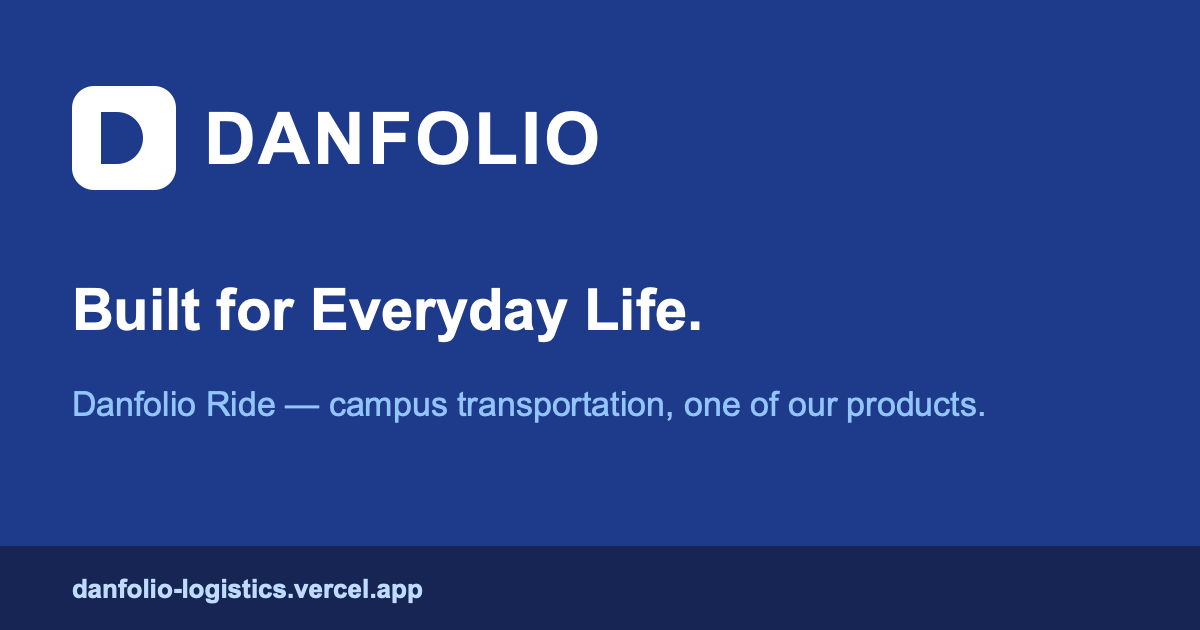 D DANFOLIO
Built for Everyday Life.
Danfolio Ride — campus transportation, one of our products.
danfolio-logistics.vercel.app